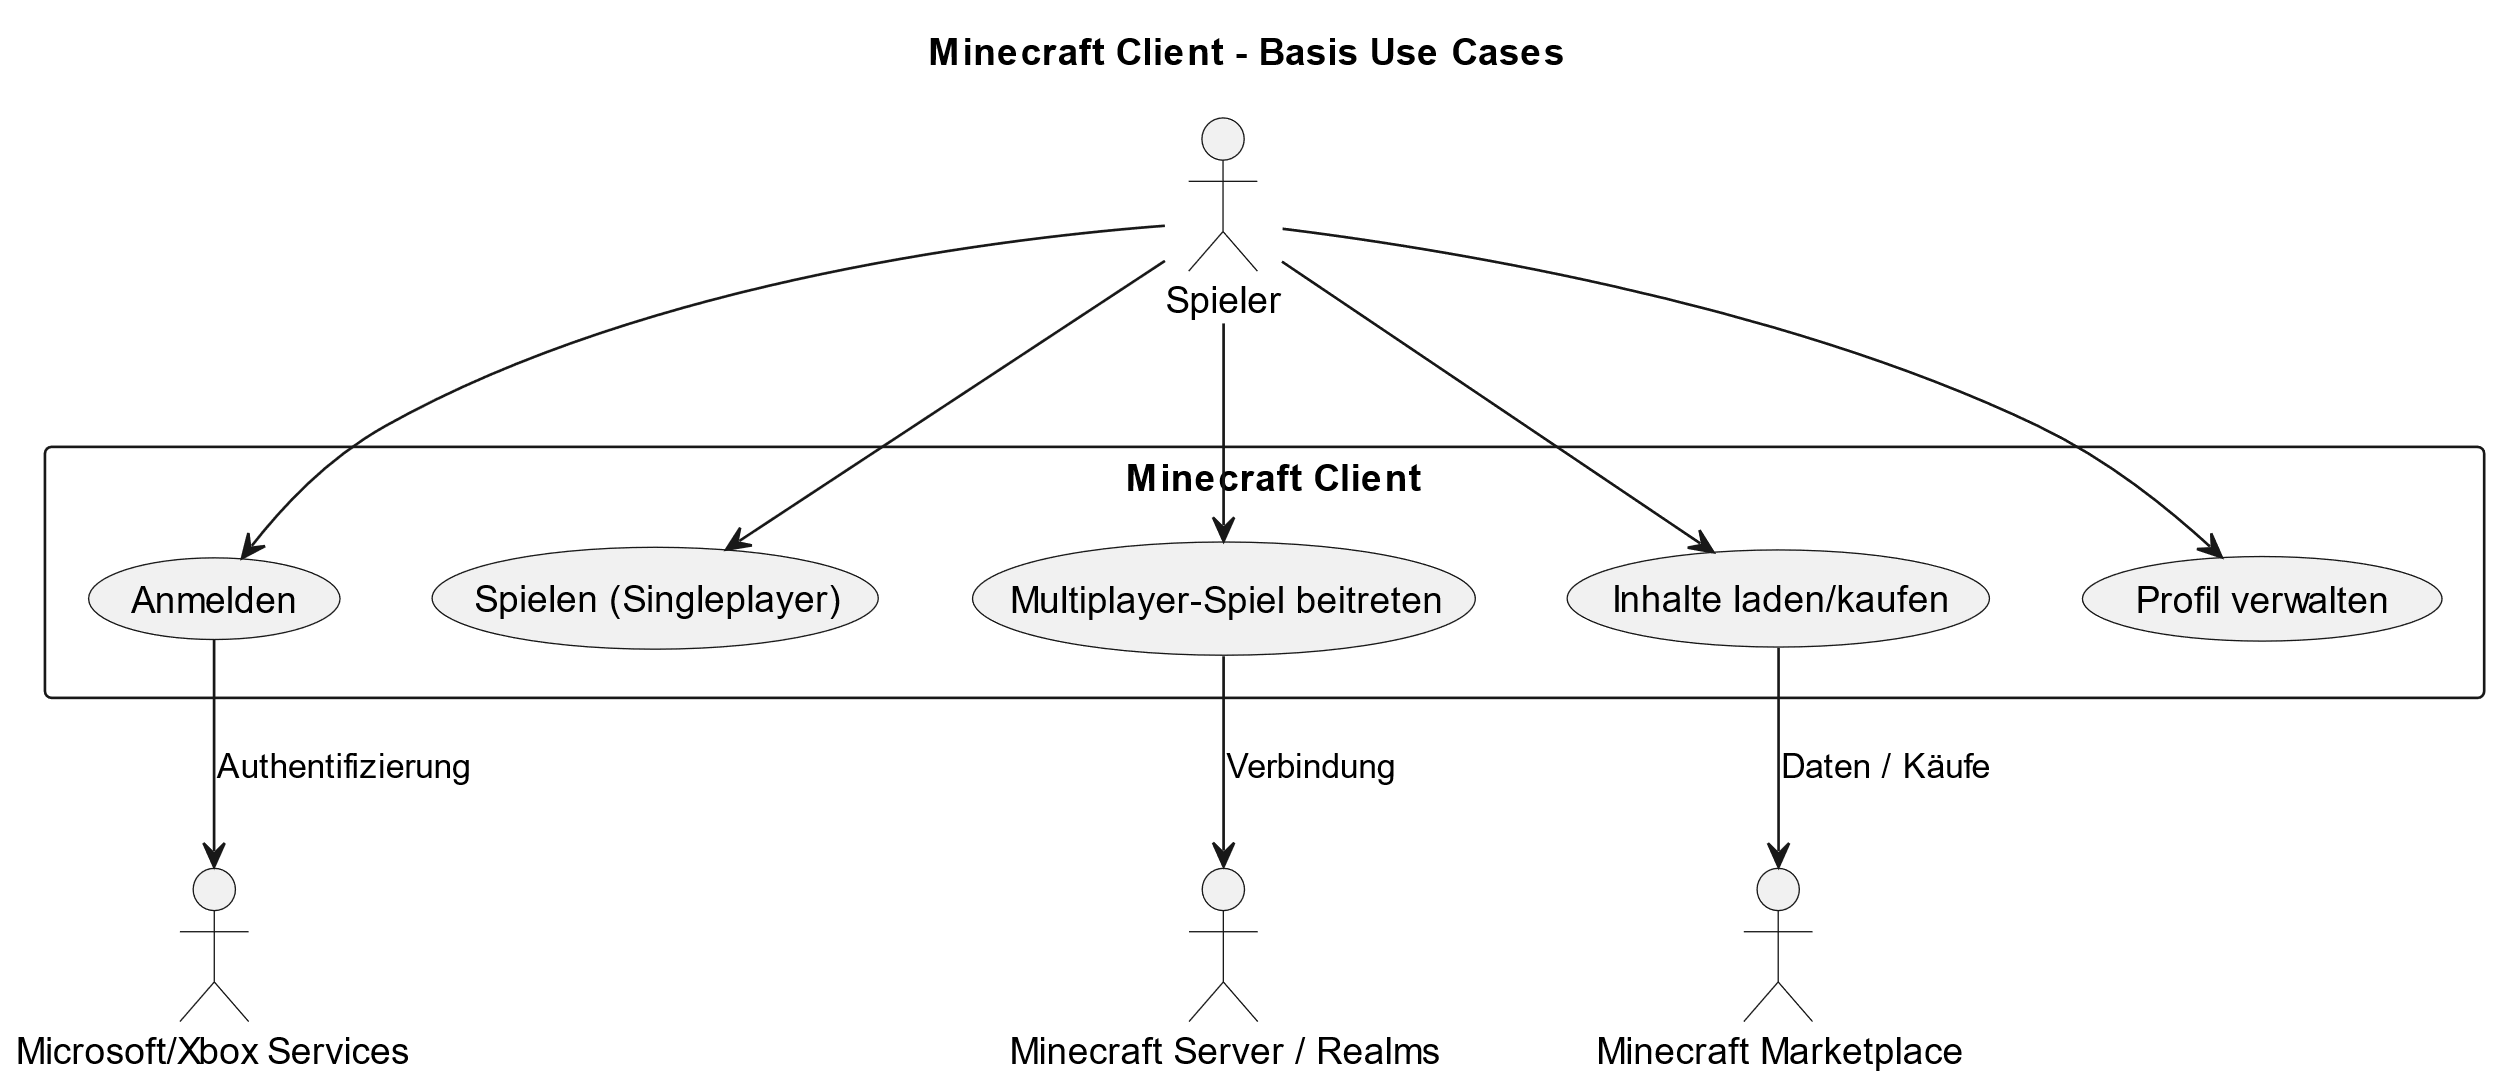 Minecraft Client - Basis Use Cases
Spieler
Minecraft Client
Anmelden
Spielen (Singleplayer)
Multiplayer-Spiel beitreten
Inhalte laden/kaufen
Profil verwalten
Authentifizierung
Verbindung
Daten / Käufe
Microsoft/Xbox Services
Minecraft Server / Realms
Minecraft Marketplace